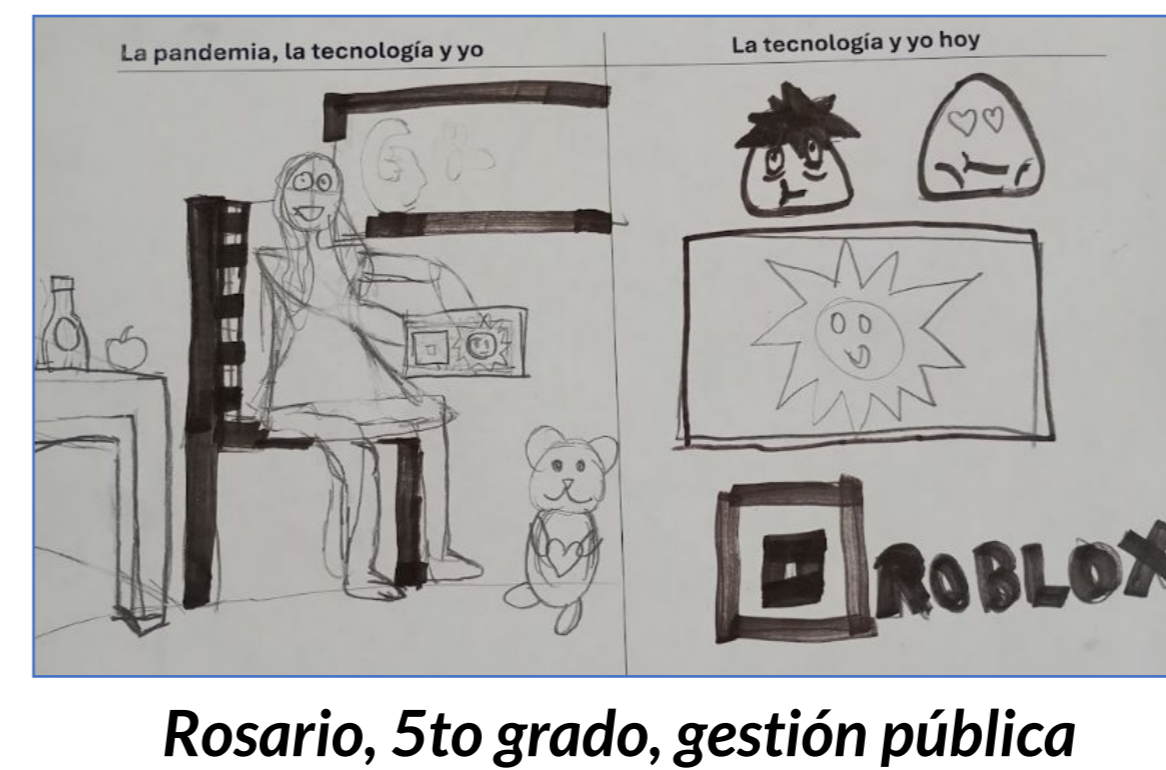 La pandemia, la tecnología y yo
La tecnología y yo hoy
ROBLOX
Rosario, 5to grado, gestión pública